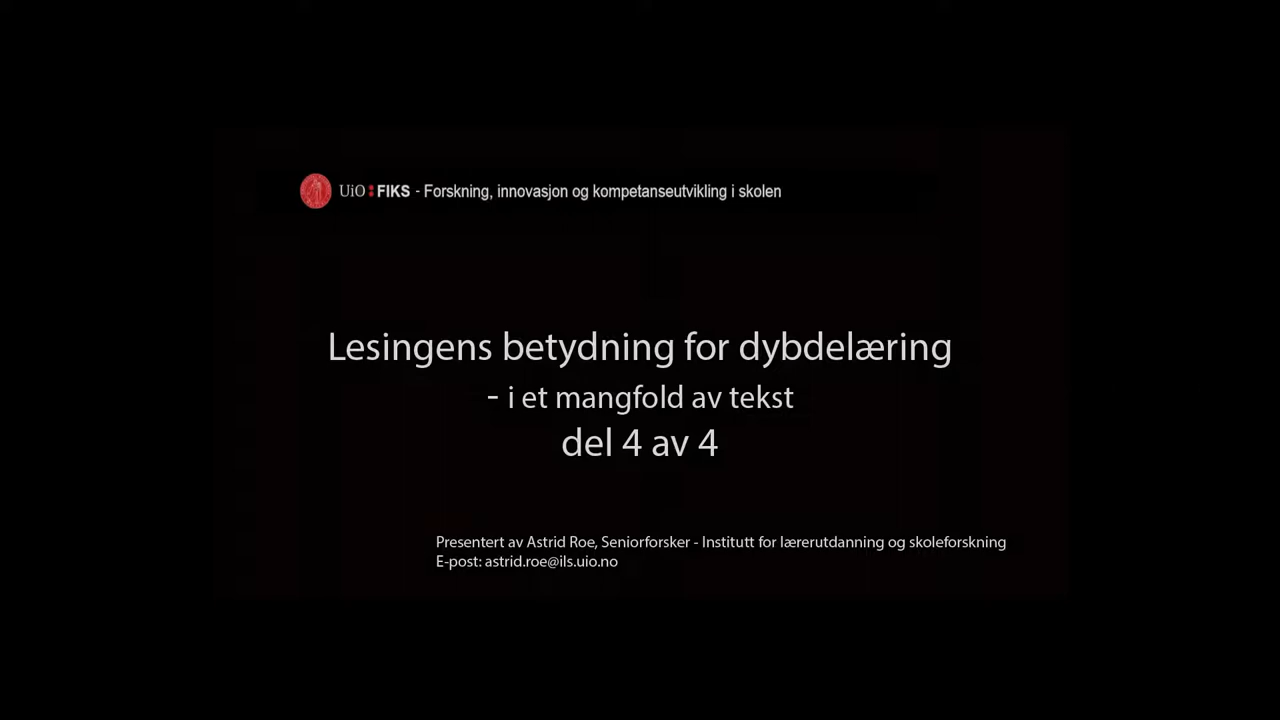 UiO:FIKS - Forskning, innovasjon og kompetanseutvikling i skolen
Lesingens betydning for dybdelæring
- i et mangfold av tekst
del 4 av 4
Presentert av Astrid Roe, Seniorforsker - Institutt for lærerutdanning og skoleforskning
E-post: astrid.roe@ils.uio.no